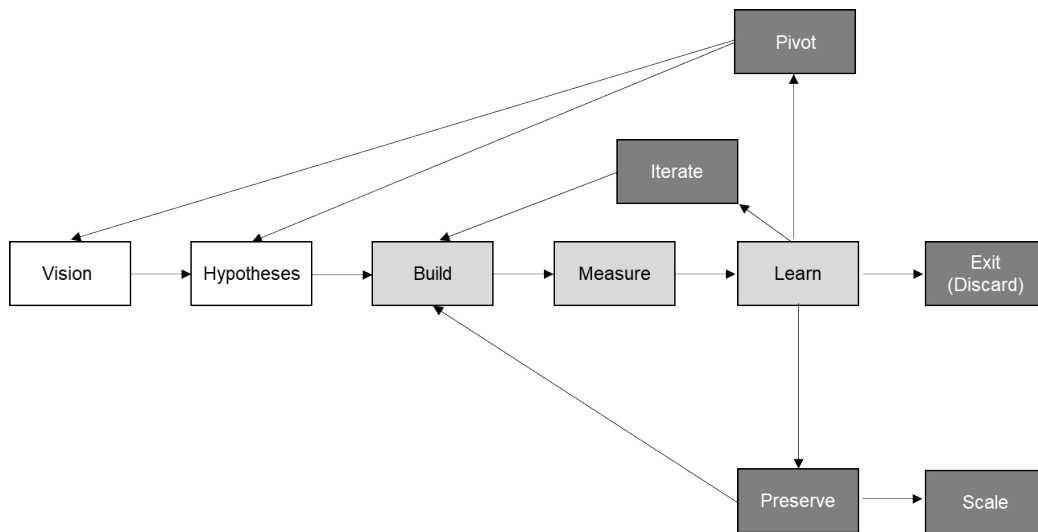 Pivot
Iterate
Vision
Hypotheses
Build
Measure
Learn
Exit
(Discard)
Preserve
Scale